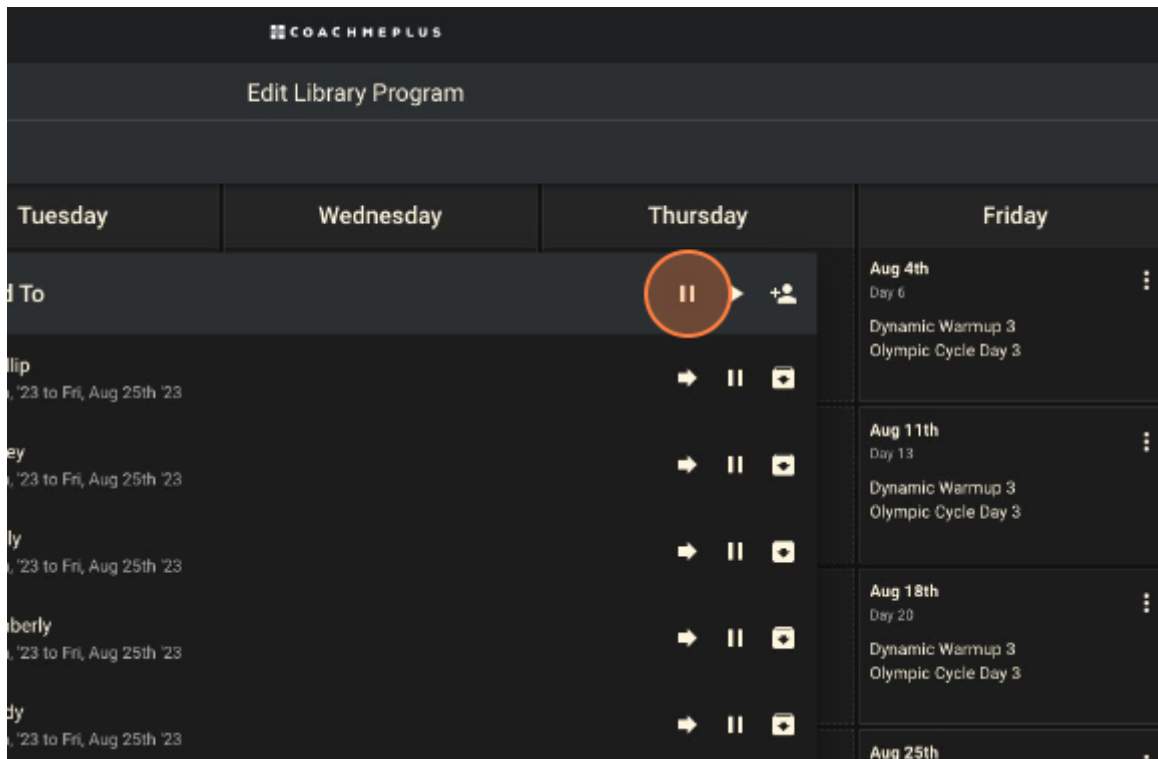 COACHMEPLUS
Edit Library Program
Tuesday
Wednesday
Thursday
Friday
d To
llip
, '23 to Fri, Aug 25th '23
ey
, '23 to Fri, Aug 25th '23
ly
, '23 to Fri, Aug 25th '23
berly
, '23 to Fri, Aug 25th '23
dy
, '23 to Fri, Aug 25th '23
Aug 4th
Day 6
Dynamic Warmup 3
Olympic Cycle Day 3
Aug 11th
Day 13
Dynamic Warmup 3
Olympic Cycle Day 3
Aug 18th
Day 20
Dynamic Warmup 3
Olympic Cycle Day 3
Aug 25th